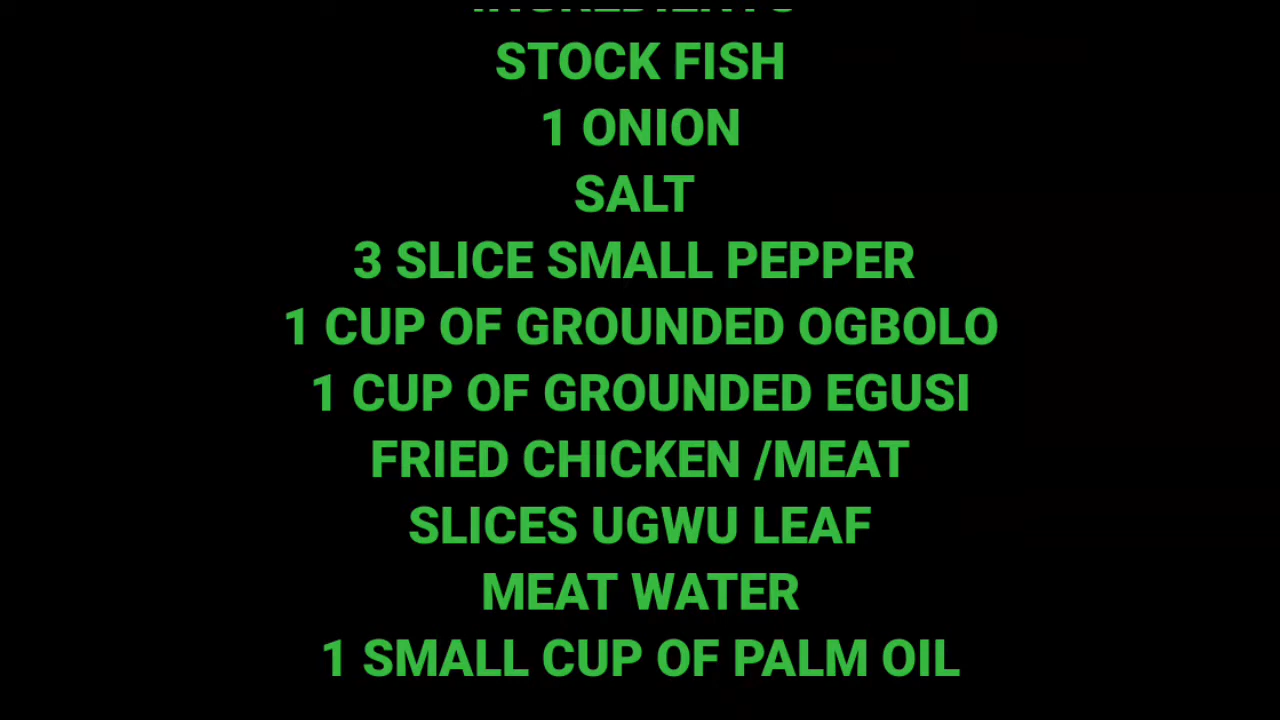 INGREDIENTS
STOCK FISH
1 ONION
SALT
3 SLICE SMALL PEPPER
1 CUP OF GROUNDED OGBOLO
1 CUP OF GROUNDED EGUSI
FRIED CHICKEN /MEAT
SLICES UGWU LEAF
MEAT WATER
1 SMALL CUP OF PALM OIL